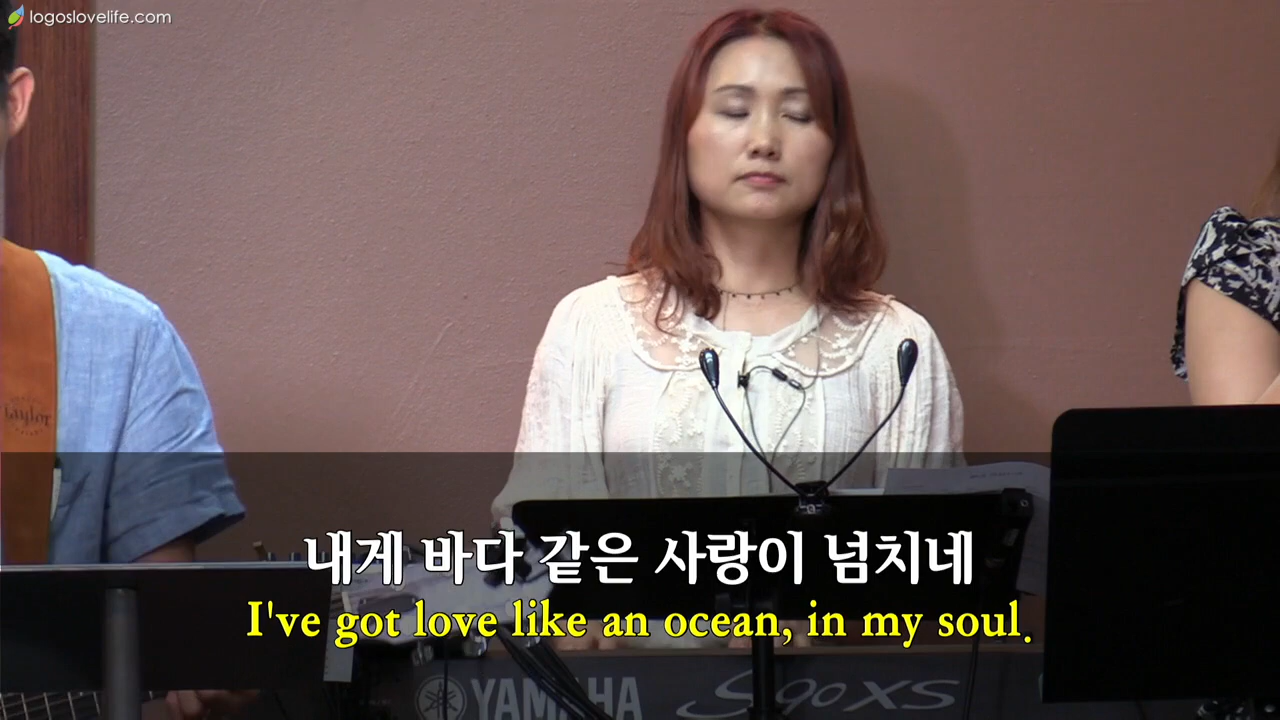 logoslovelife.com
Taylor
내게 바다 같은 사랑이 넘치네
I've got love like an ocean, in my soul.
YAMAHA S90XS